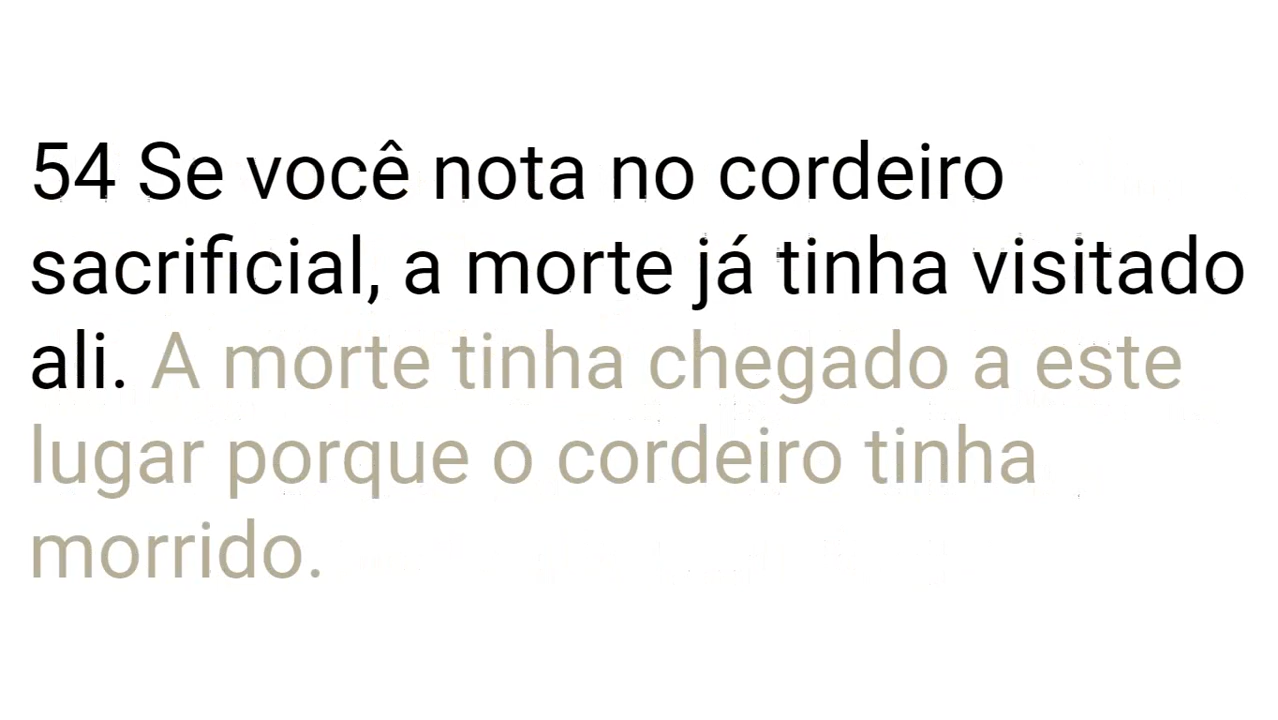 54 Se você nota no cordeiro
sacrificial, a morte já tinha visitado
ali. A morte tinha chegado a este
lugar porque o cordeiro tinha
morrido.